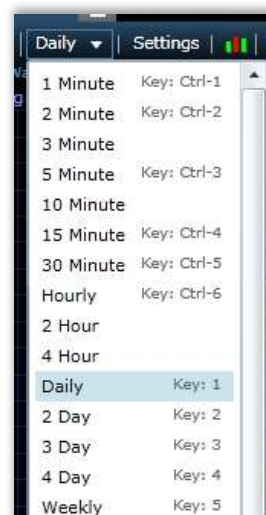 Daily Settings
1 Minute Key: Ctrl-1
2 Minute Key: Ctrl-2
3 Minute
5 Minute Key: Ctrl-3
10 Minute
15 Minute Key: Ctrl-4
30 Minute Key: Ctrl-5
Hourly Key: Ctrl-6
2 Hour
4 Hour
Daily Key: 1
2 Day Key: 2
3 Day Key: 3
4 Day Key: 4
Weekly Key: 5